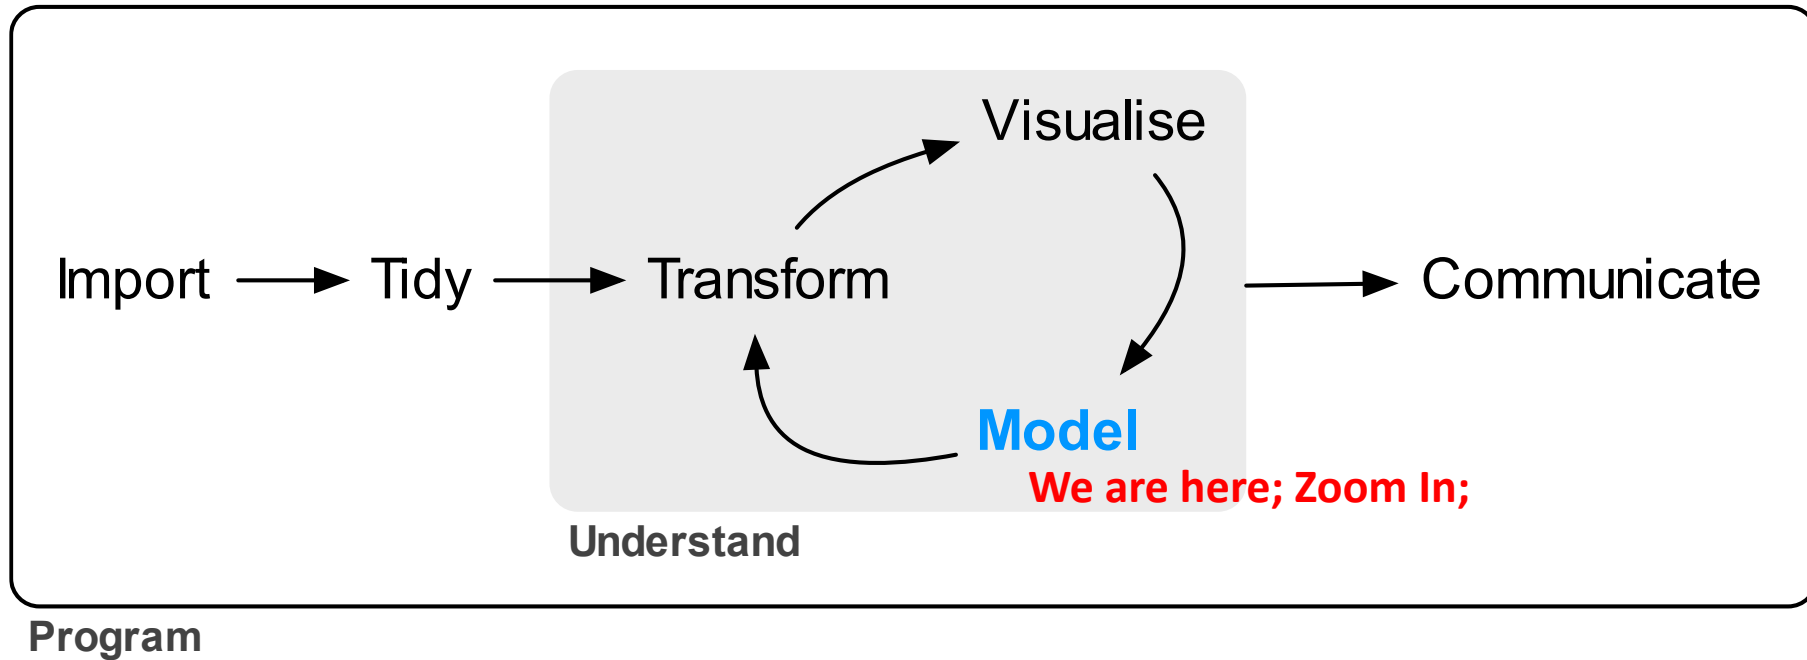 Visualise
Import Tidy Transform Communicate
Model
We are here; Zoom In;
Understand
Program